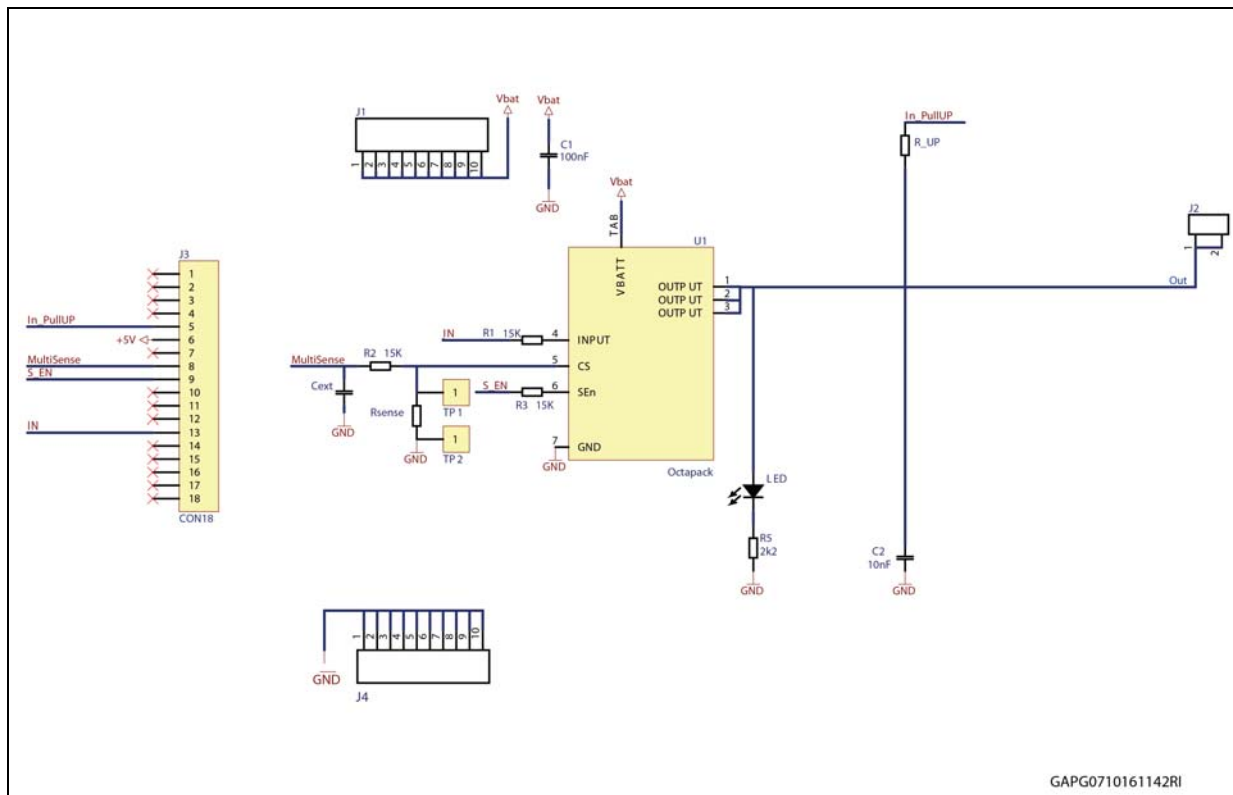 J1
Vbat
1 2 3 4 5 6 7 8 9 10
Vbat
C1
100nF
GND
In_PullUP
R_UP
Vbat
TAB
U1
VBATT
J2
1
2
Out
OUTP UT 1
OUTP UT 2
OUTP UT 3
J3
1
2
3
4
In_PullUP 5
+5V 6
7
MultiSense 8
S_EN 9
10
11
12
IN 13
14
15
16
17
18
CON18
IN R1 15K 4 INPUT
MultiSense R2 15K 5 CS
Cext
GND
Rsense
GND
1
TP1
1
TP2
S_EN 6 SEn
R3 15K
7 GND
GND
Octapack
LED
R5
2k2
GND
C2
10nF
GND
1 2 3 4 5 6 7 8 9 10
GND
J4
GAPG0710161142RI